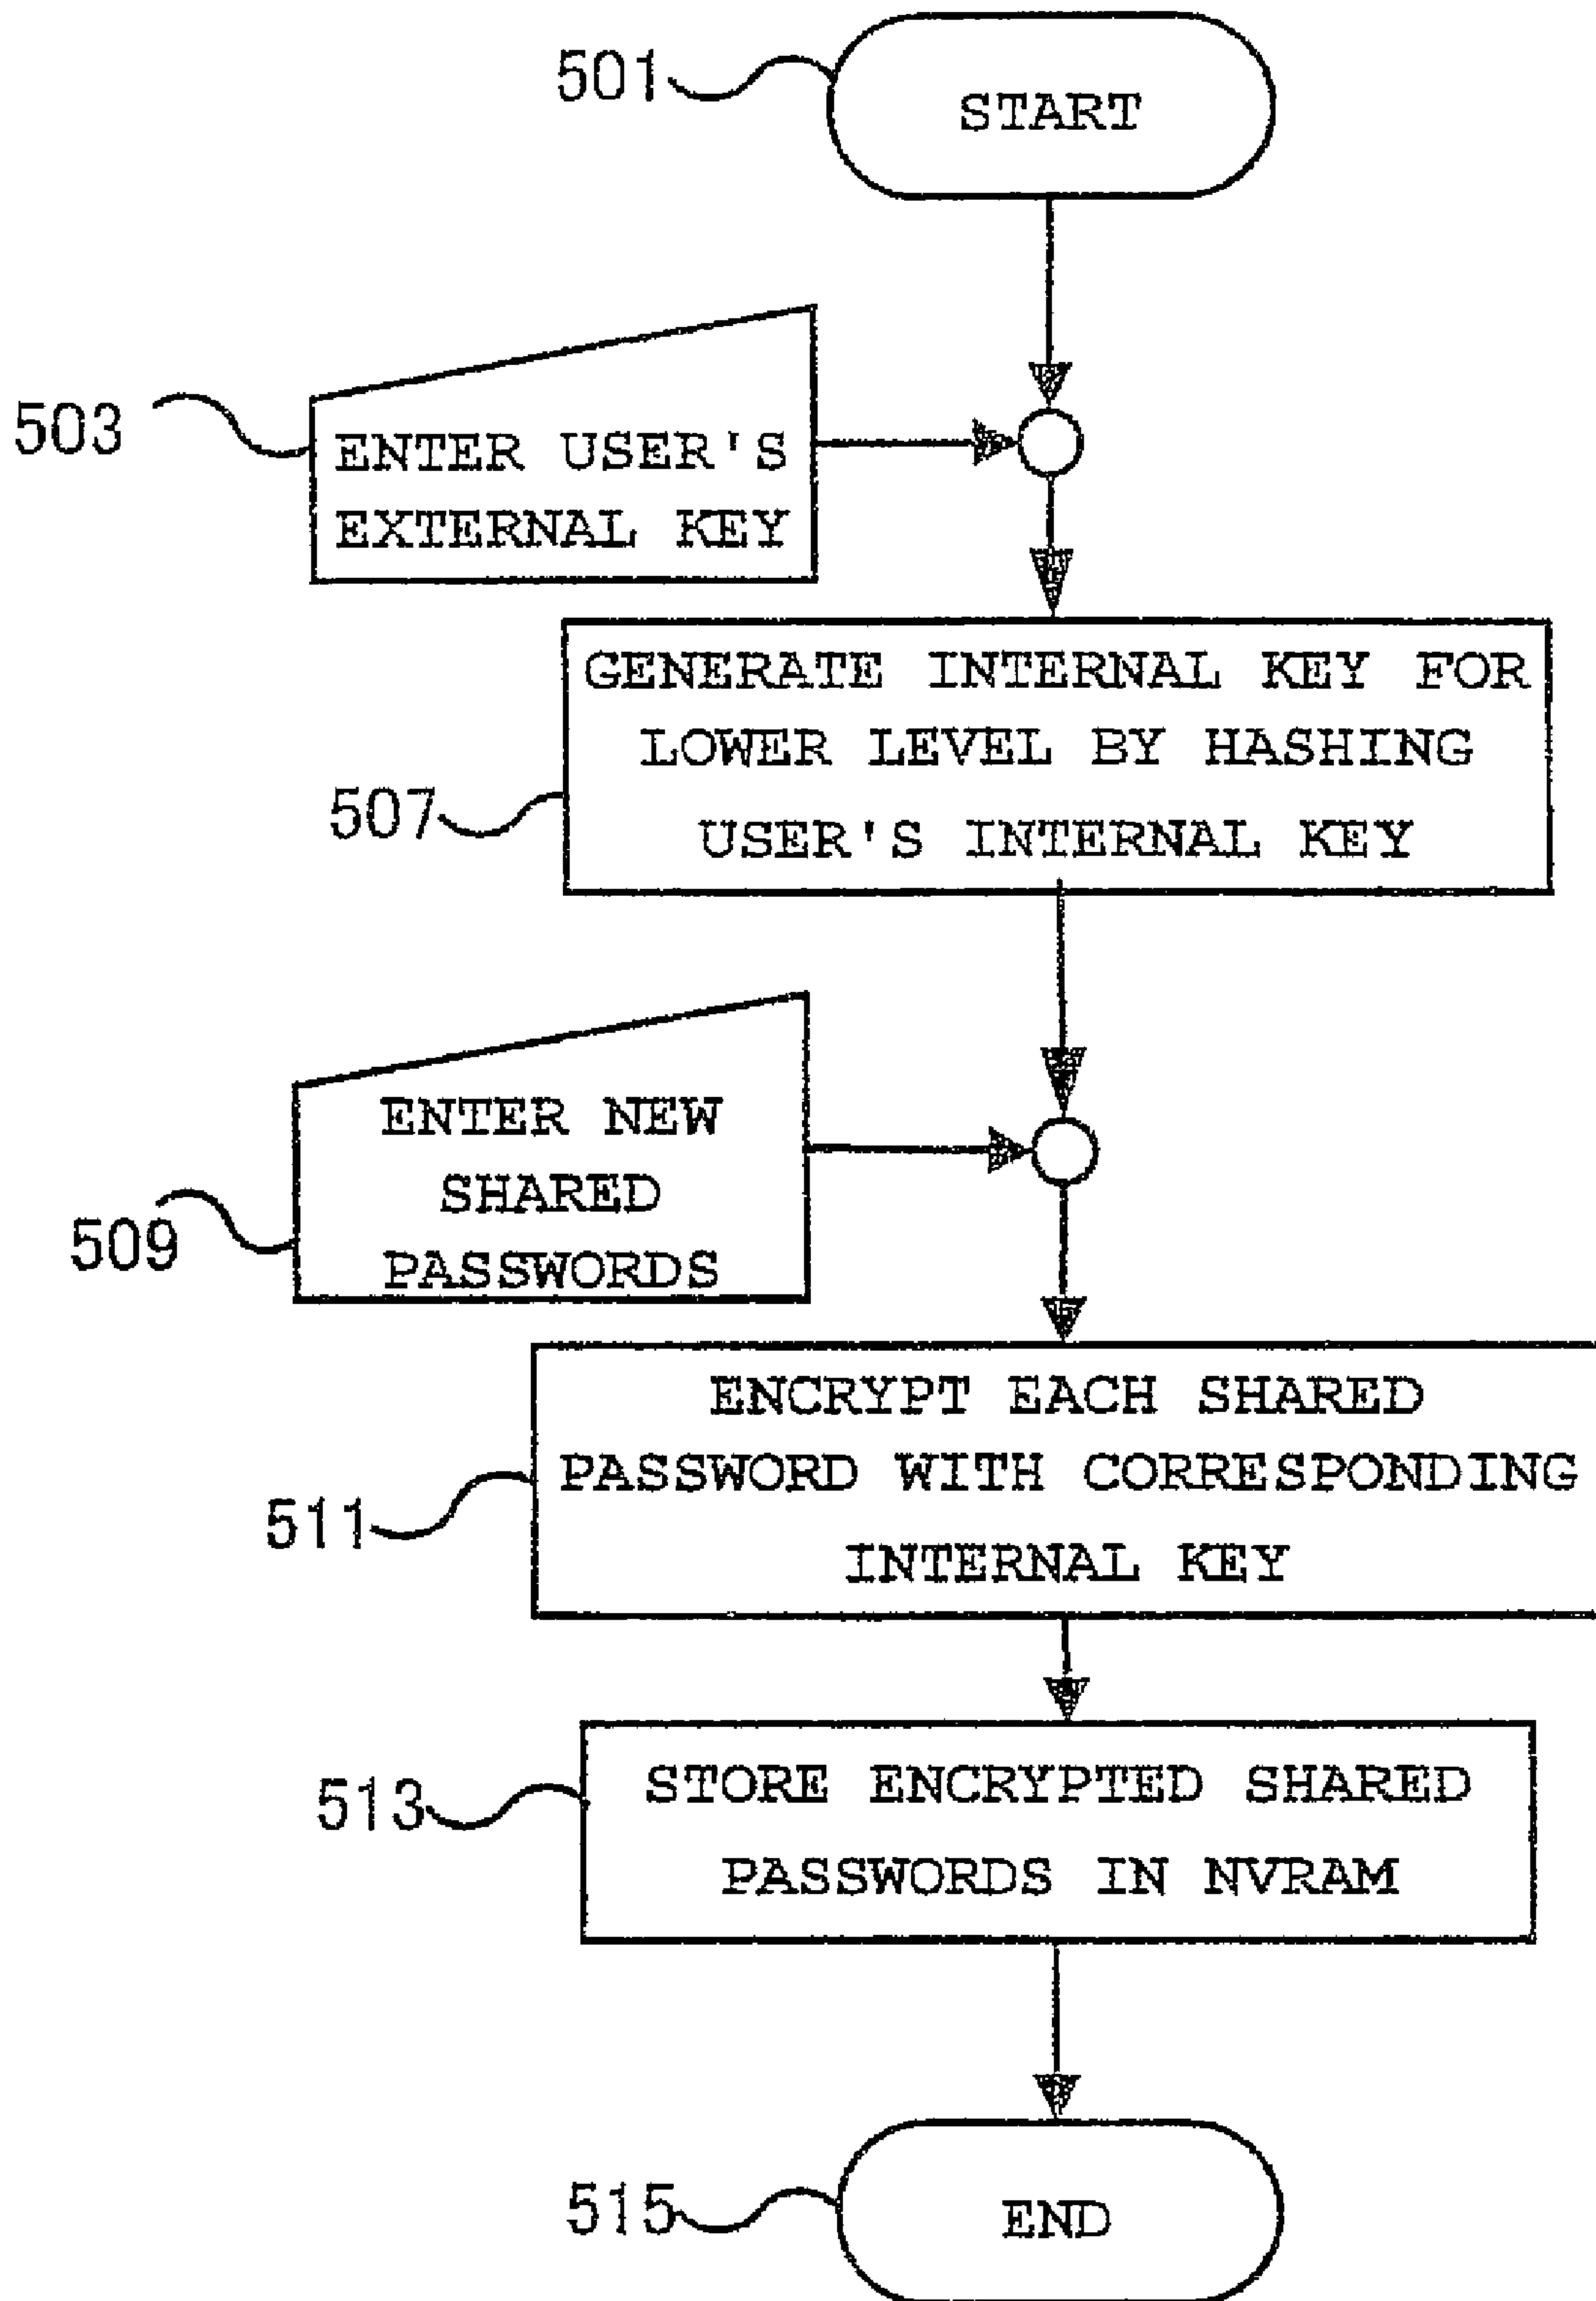 501
START
503
ENTER USER'S
EXTERNAL KEY
GENERATE INTERNAL KEY FOR
LOWER LEVEL BY HASHING
USER'S INTERNAL KEY
507
ENTER NEW
SHARED
PASSWORDS
509
ENCRYPT EACH SHARED
PASSWORD WITH CORRESPONDING
INTERNAL KEY
511
STORE ENCRYPTED SHARED
PASSWORDS IN NVRAM
513
515
END